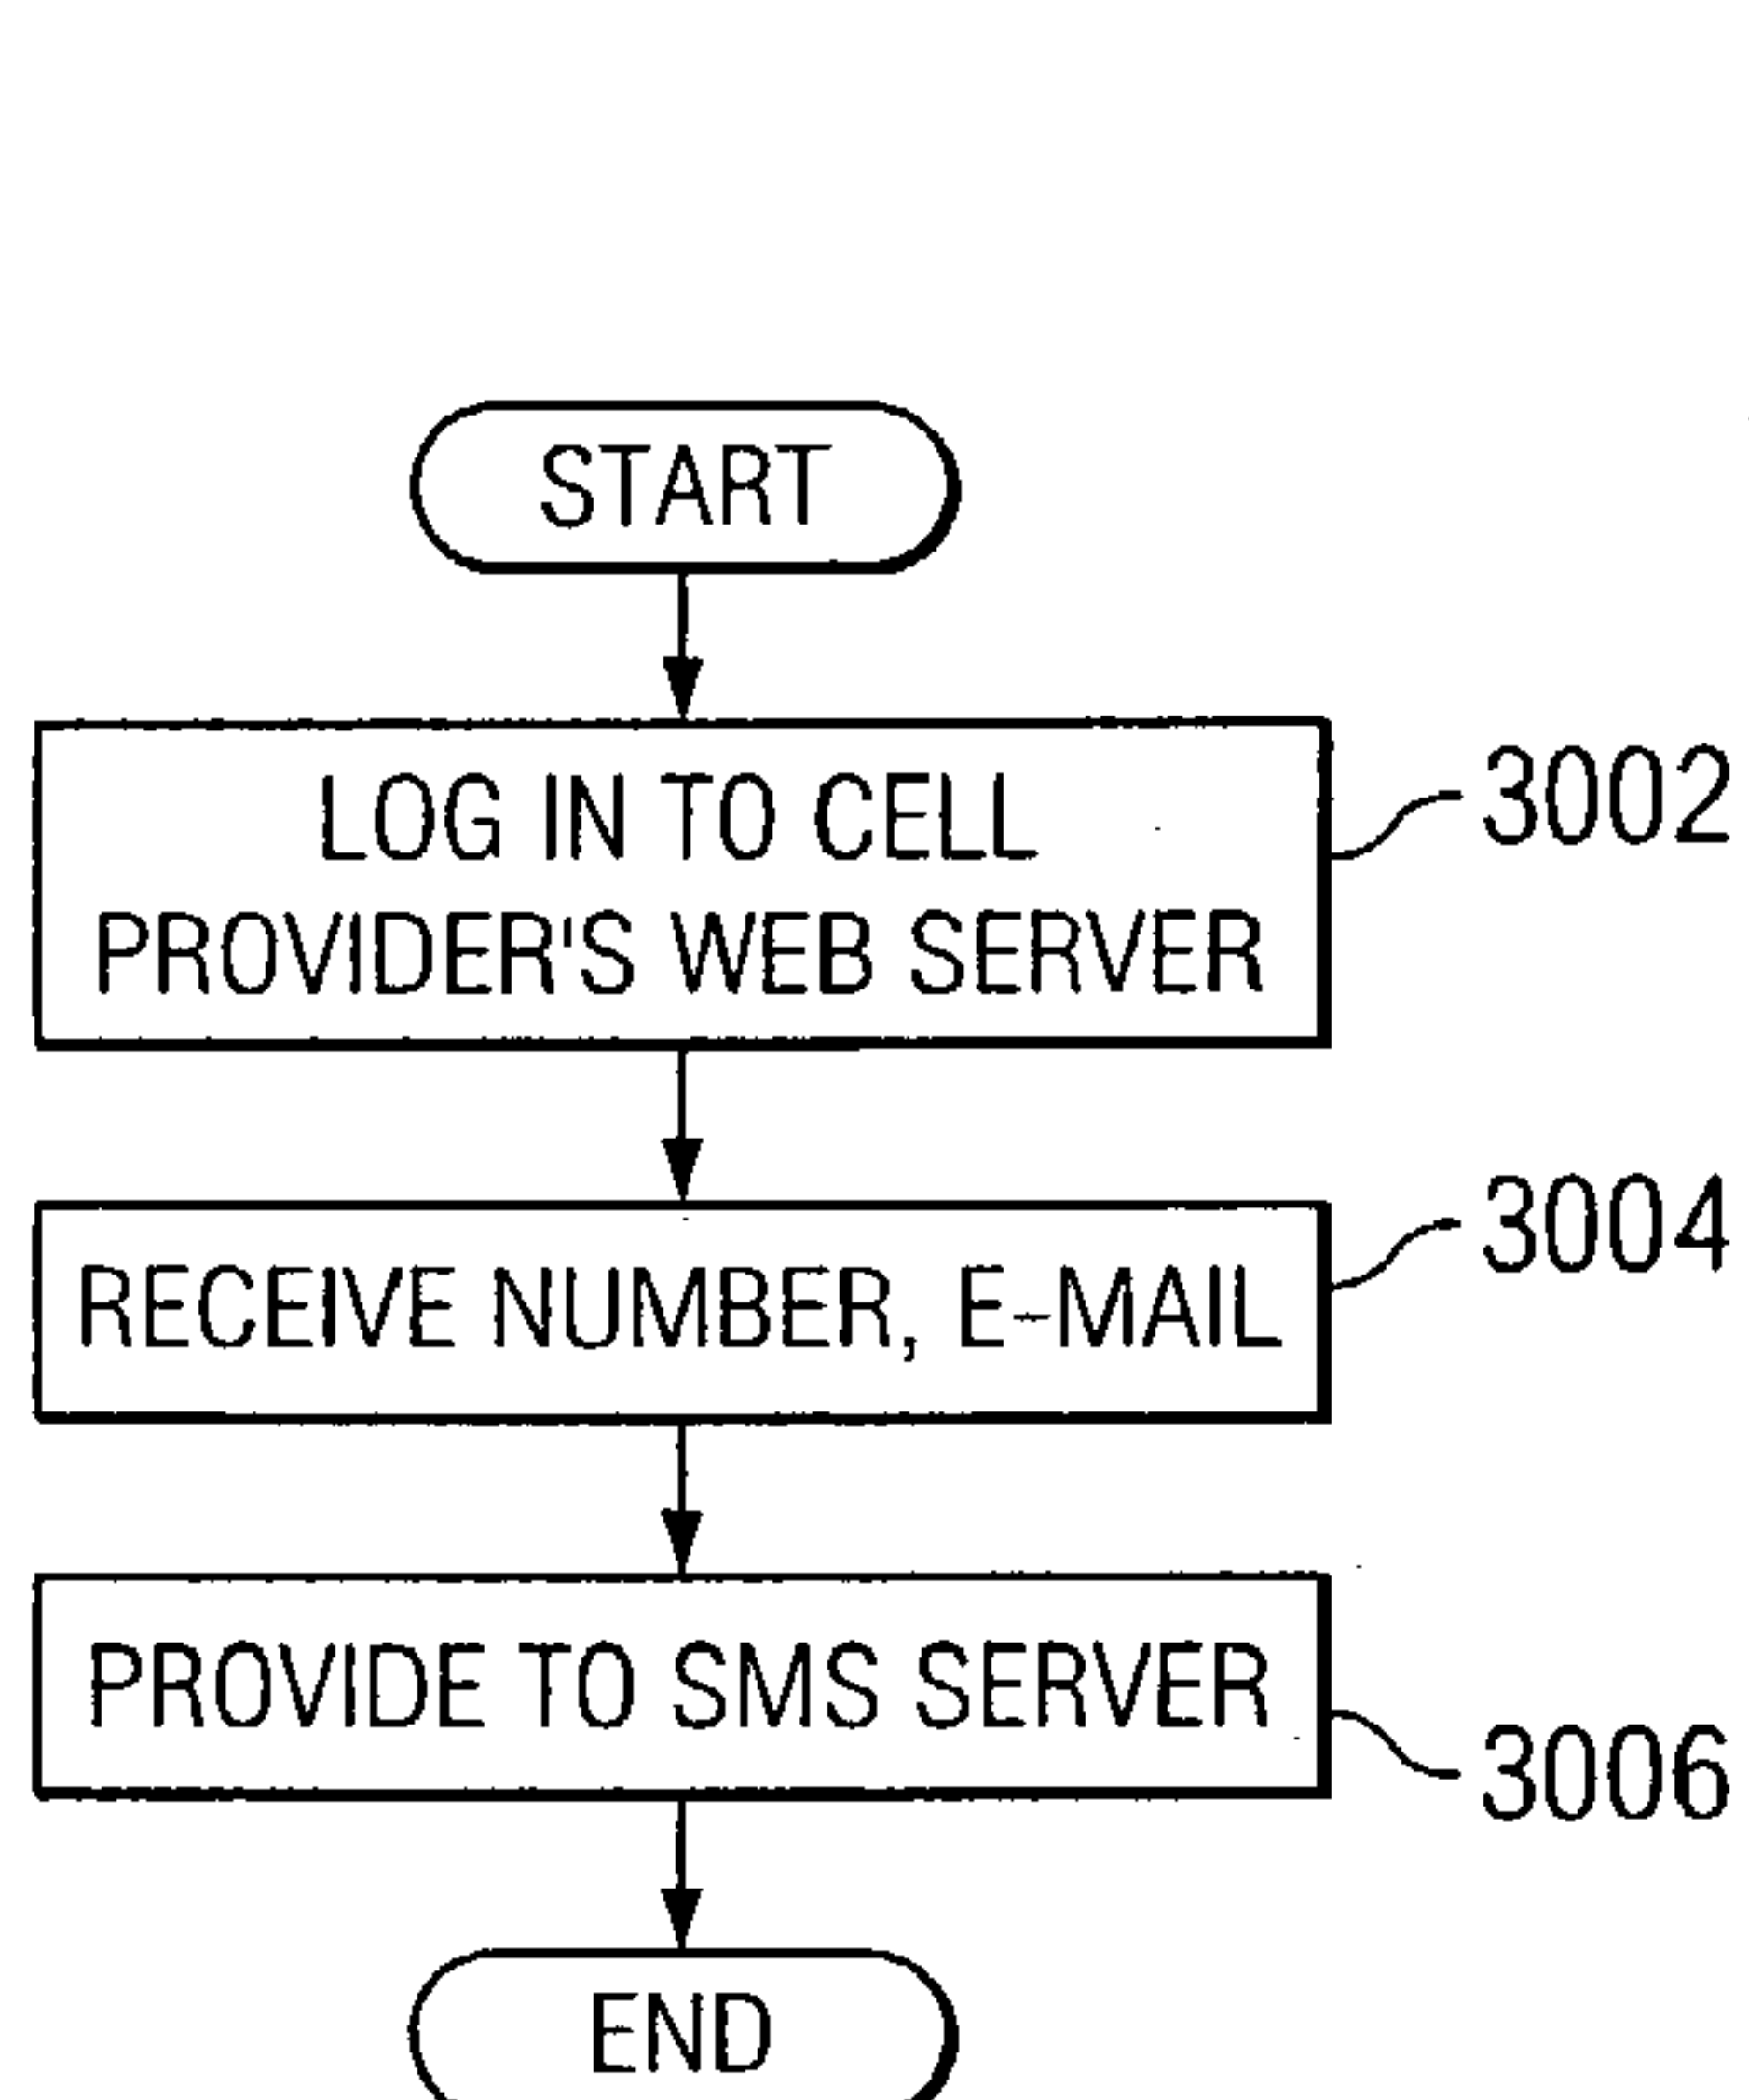 START
LOG IN TO CELL
PROVIDER'S WEB SERVER
3002
RECEIVE NUMBER, E-MAIL
3004
PROVIDE TO SMS SERVER
3006
END